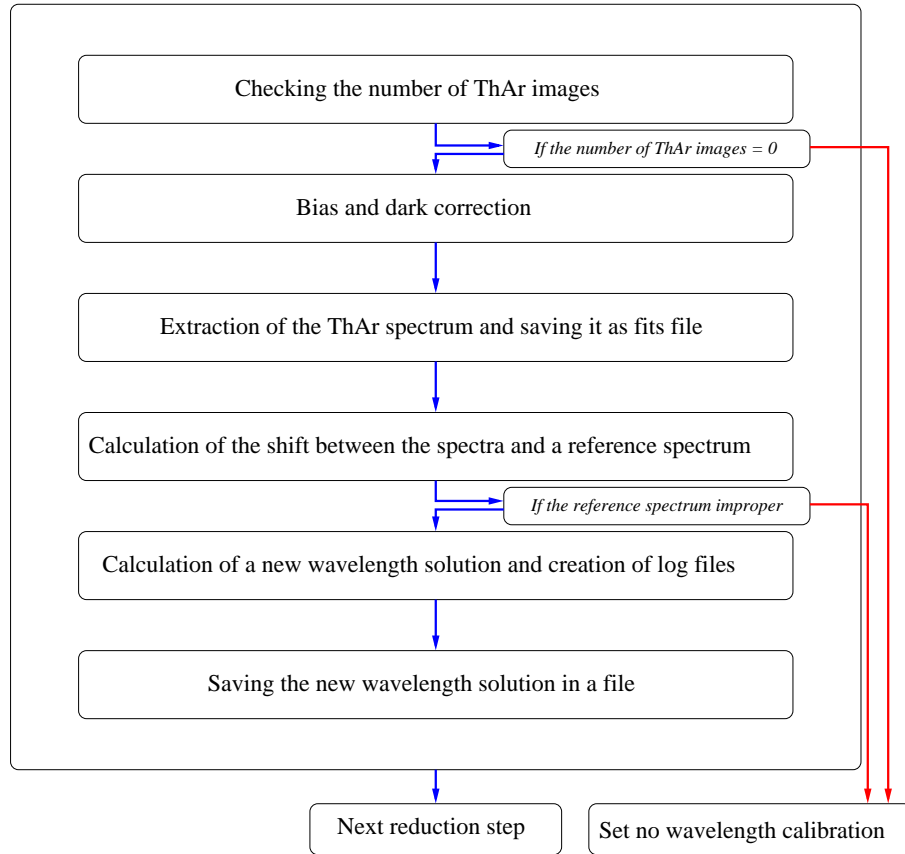 Checking the number of ThAr images
If the number of ThAr images = 0
Bias and dark correction
Extraction of the ThAr spectrum and saving it as fits file
Calculation of the shift between the spectra and a reference spectrum
If the reference spectrum improper
Calculation of a new wavelength solution and creation of log files
Saving the new wavelength solution in a file
Next reduction step
Set no wavelength calibration